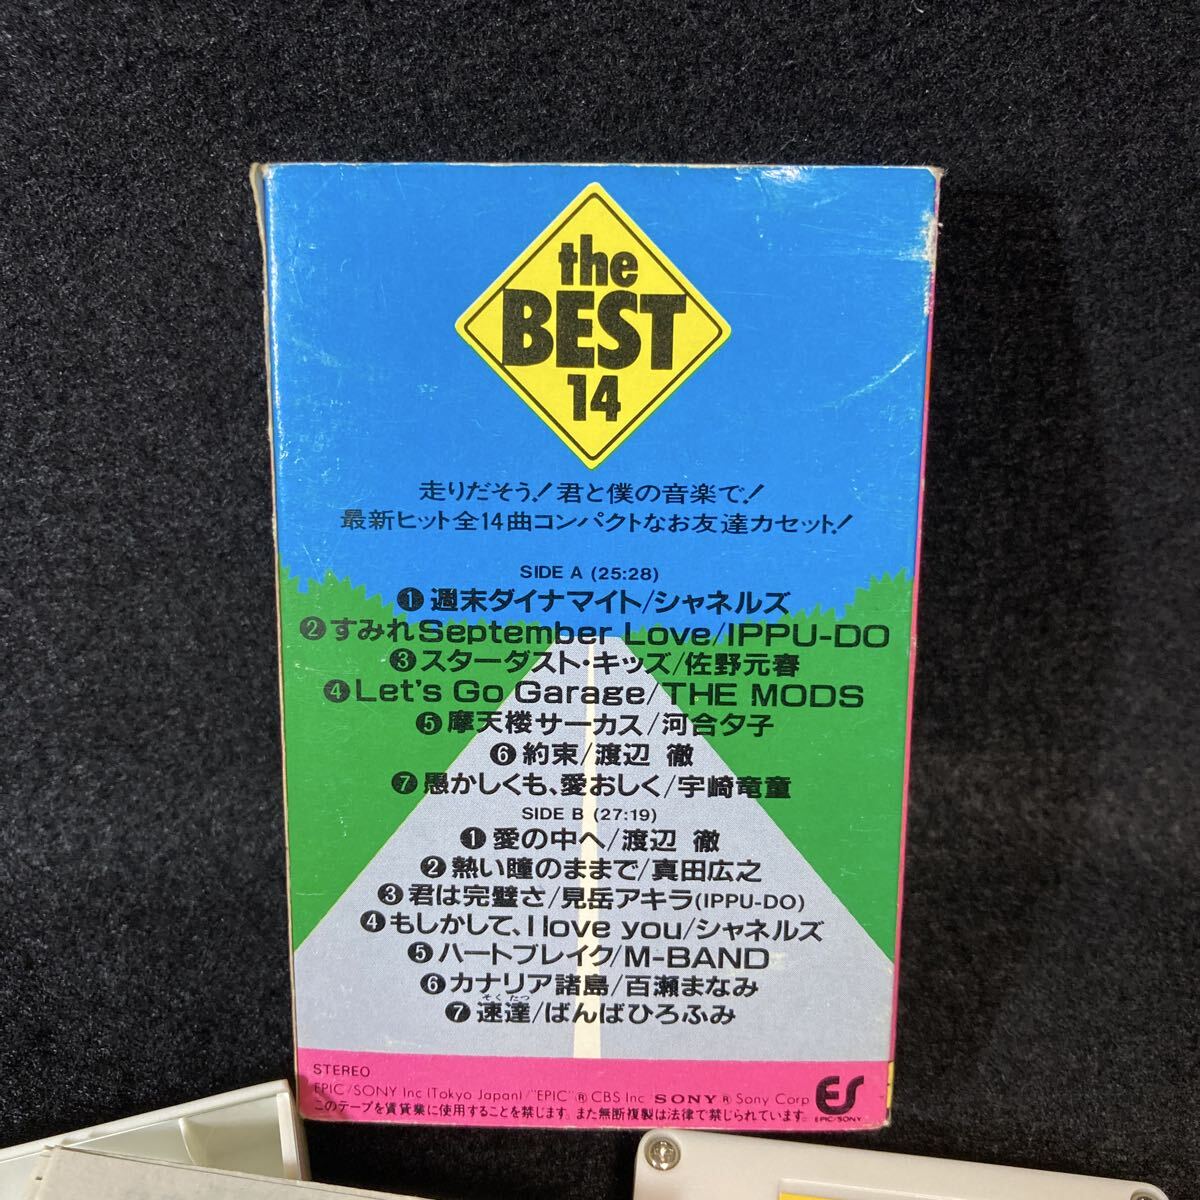 the
BEST
14
走りだそう!君と僕の音楽で!
最新ヒット全14曲コンパクトなお友達カセット!
SIDE A (25:28)
❶週末ダイナマイト/シャネルズ
❷すみれSeptember Love/IPPU-DO
❸スターダスト・キッズ/佐野元春
❹Let's Go Garage/THE MODS
❺摩天楼サーカス/河合夕子
❻約束/渡辺 徹
❼愚かしくも、愛おしく/宇崎竜童
SIDE B (27:19)
❶愛の中へ/渡辺 徹
❷熱い瞳のままで/真田広之
❸君は完璧さ/見岳アキラ(IPPU-DO)
❹もしかして、I love you/シャネルズ
❺ハートブレイク/M-BAND
❻カナリア諸島/百瀬まなみ
そくたつ
❼速達/ばんばひろふみ
STEREO
EPIC/SONY Inc (Tokyo Japan)/"EPIC" ® CBS Inc SONY ® Sony Corp
このテープを賃貸業に使用することを禁じます。また無断複製は法律で禁じられています。
ES
EPIC/SONY